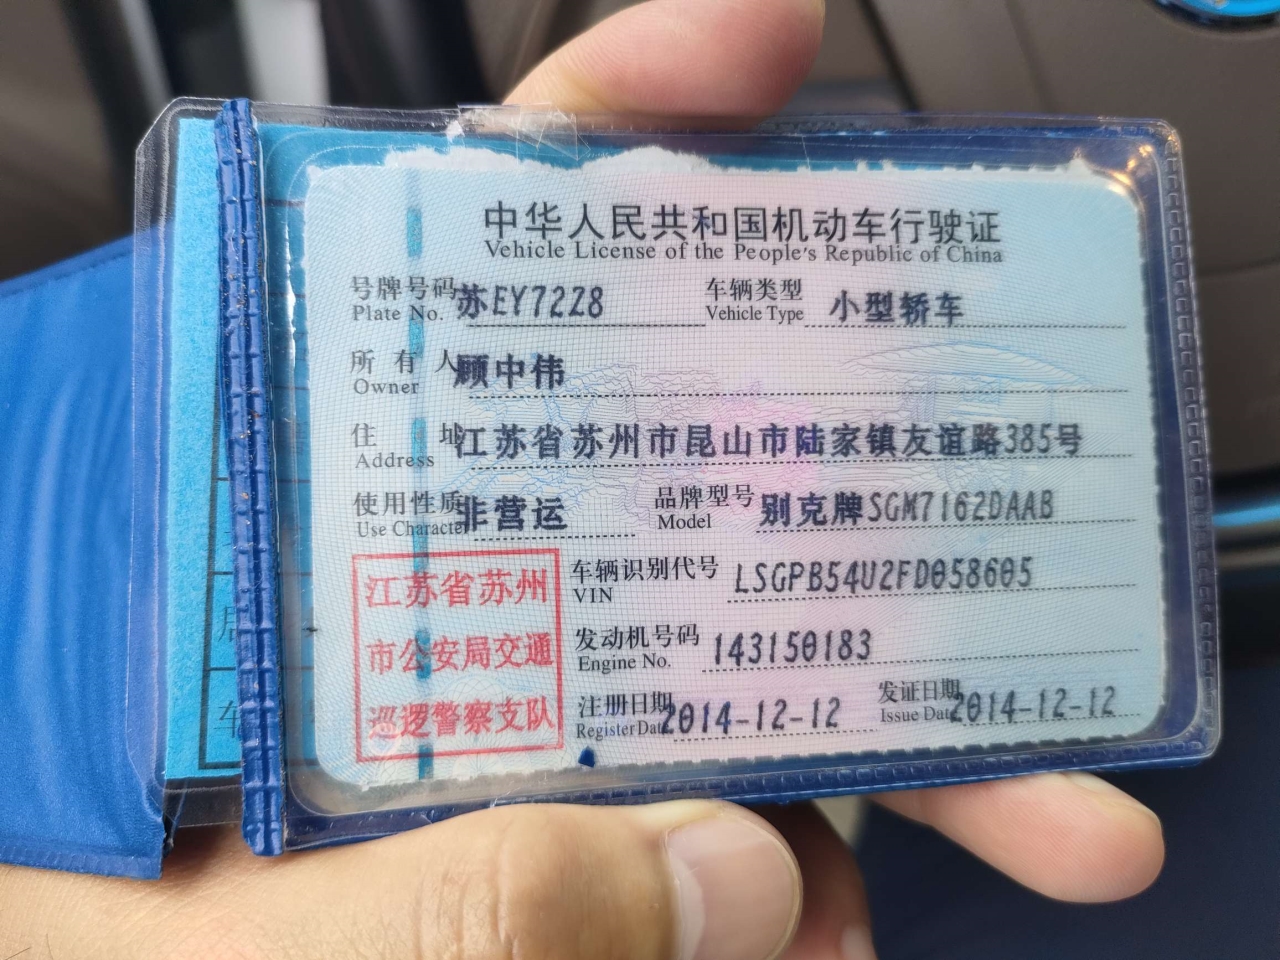 中华人民共和国机动车行驶证
Vehicle License of the People's Republic of China
号牌号码 苏EY7228 车辆类型 小型轿车
Plate No. Vehicle Type
所有人 顾中伟
Owner
住址 江苏省苏州市昆山市陆家镇友谊路385号
Address
使用性质 非营运 品牌型号 别克牌SGM7162DAAB
Use Character Model
江苏省苏州
市公安局交通
巡逻警察支队
车辆识别代号 LSGPB54U2FD058605
VIN
发动机号码 143150183
Engine No.
注册日期 2014-12-12 发证日期 2014-12-12
Register Date Issue Date
车